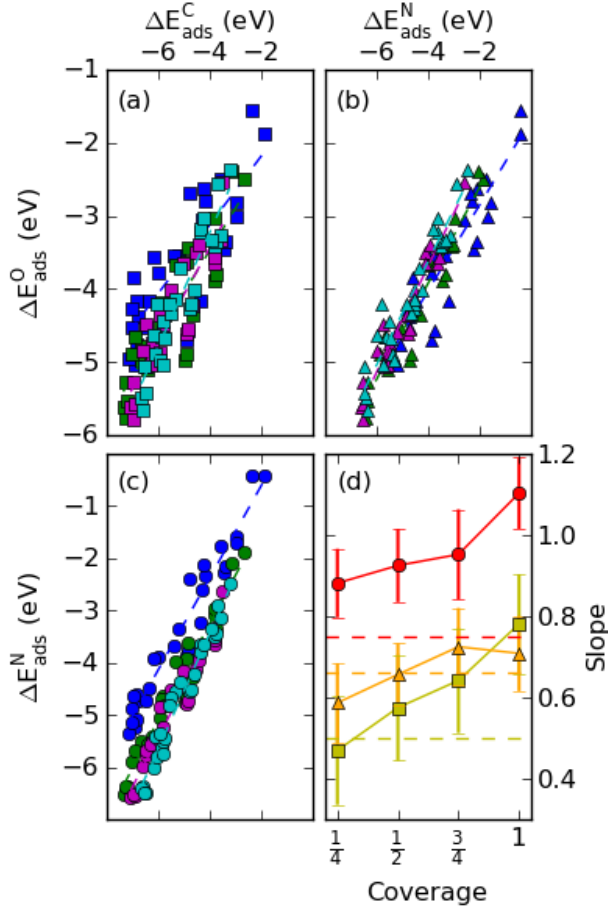 ΔE^C_ads (eV)
ΔE^N_ads (eV)
−6 −4 −2
−6 −4 −2
−1
−2
−3
−4
−5
−6
ΔE^O_ads (eV)
(a)
(b)
−1
−2
−3
−4
−5
−6
ΔE^N_ads (eV)
(c)
(d)
1.2
1.0
0.8
0.6
0.4
Slope
1/4 1/2 3/4 1
Coverage